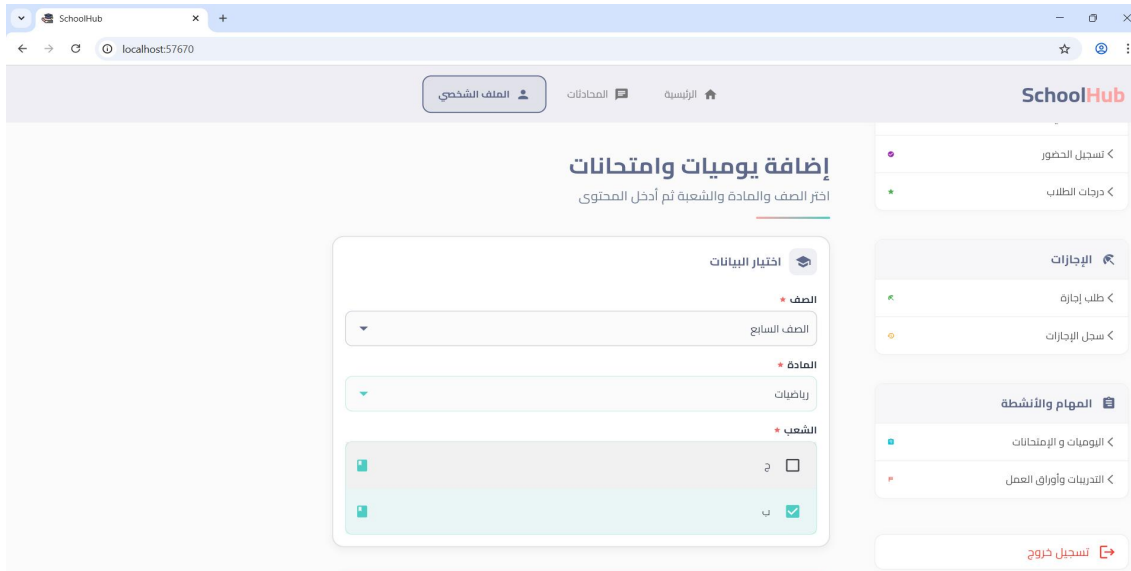 SchoolHub
localhost:57670
SchoolHub
الرئيسية
المحادثات
الملف الشخصي
تسجيل الحضور
درجات الطلاب
الإجازات
طلب إجازة
سجل الإجازات
المهام والأنشطة
اليوميات و الإمتحانات
التدريبات وأوراق العمل
تسجيل خروج
إضافة يوميات وامتحانات
اختر الصف والمادة والشعبة ثم أدخل المحتوى
اختيار البيانات
الصف *
الصف السابع
المادة *
رياضيات
الشعب *
ج
ب